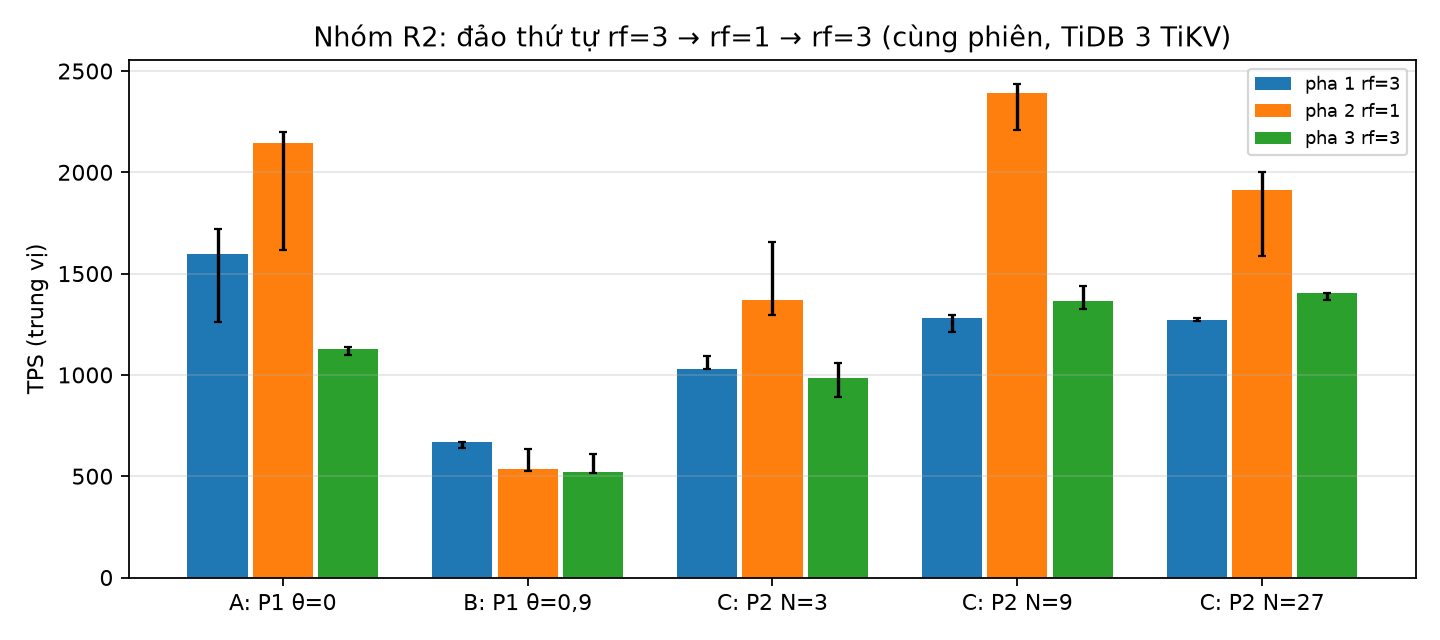 Nhóm R2: đảo thứ tự rf=3 → rf=1 → rf=3 (cùng phiên, TiDB 3 TiKV)
TPS (trung vị)
2500
2000
1500
1000
500
0
pha 1 rf=3
pha 2 rf=1
pha 3 rf=3
A: P1 θ=0
B: P1 θ=0,9
C: P2 N=3
C: P2 N=9
C: P2 N=27